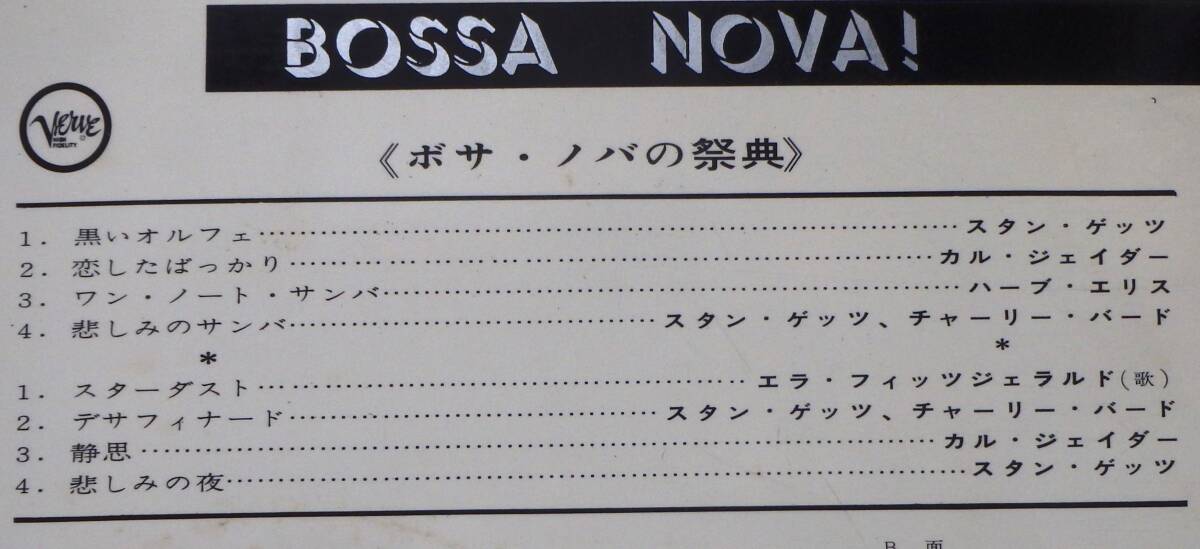 BOSSA NOVA!
Verve
HIGH
FIDELITY
《ボサ・ノバの祭典》
1. 黒いオルフェ……スタン・ゲッツ
2. 恋したばっかり……カル・ジェイダー
3. ワン・ノート・サンバ……ハーブ・エリス
4. 悲しみのサンバ……スタン・ゲッツ、チャーリー・バード
* *
1. スターダスト……エラ・フィッツジェラルド(歌)
2. デサフィナード……スタン・ゲッツ、チャーリー・バード
3. 静思……カル・ジェイダー
4. 悲しみの夜……スタン・ゲッツ
B 面